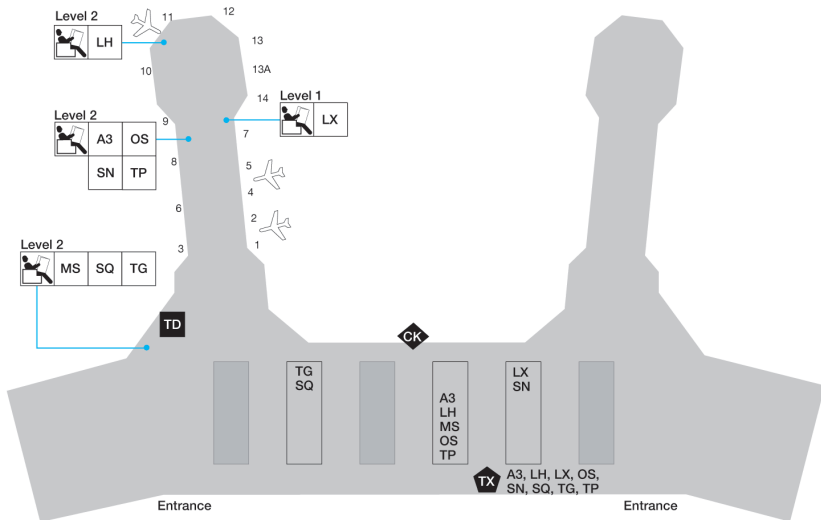 12
Level 2
11
LH
13
10
13A
14
Level 1
LX
Level 2
9
A3 OS
7
SN TP
8
5
4
6
2
1
3
Level 2
MS SQ TG
TD
CK
TG
SQ
A3
LH
MS
OS
TP
LX
SN
TX
A3, LH, LX, OS,
SN, SQ, TG, TP
Entrance
Entrance